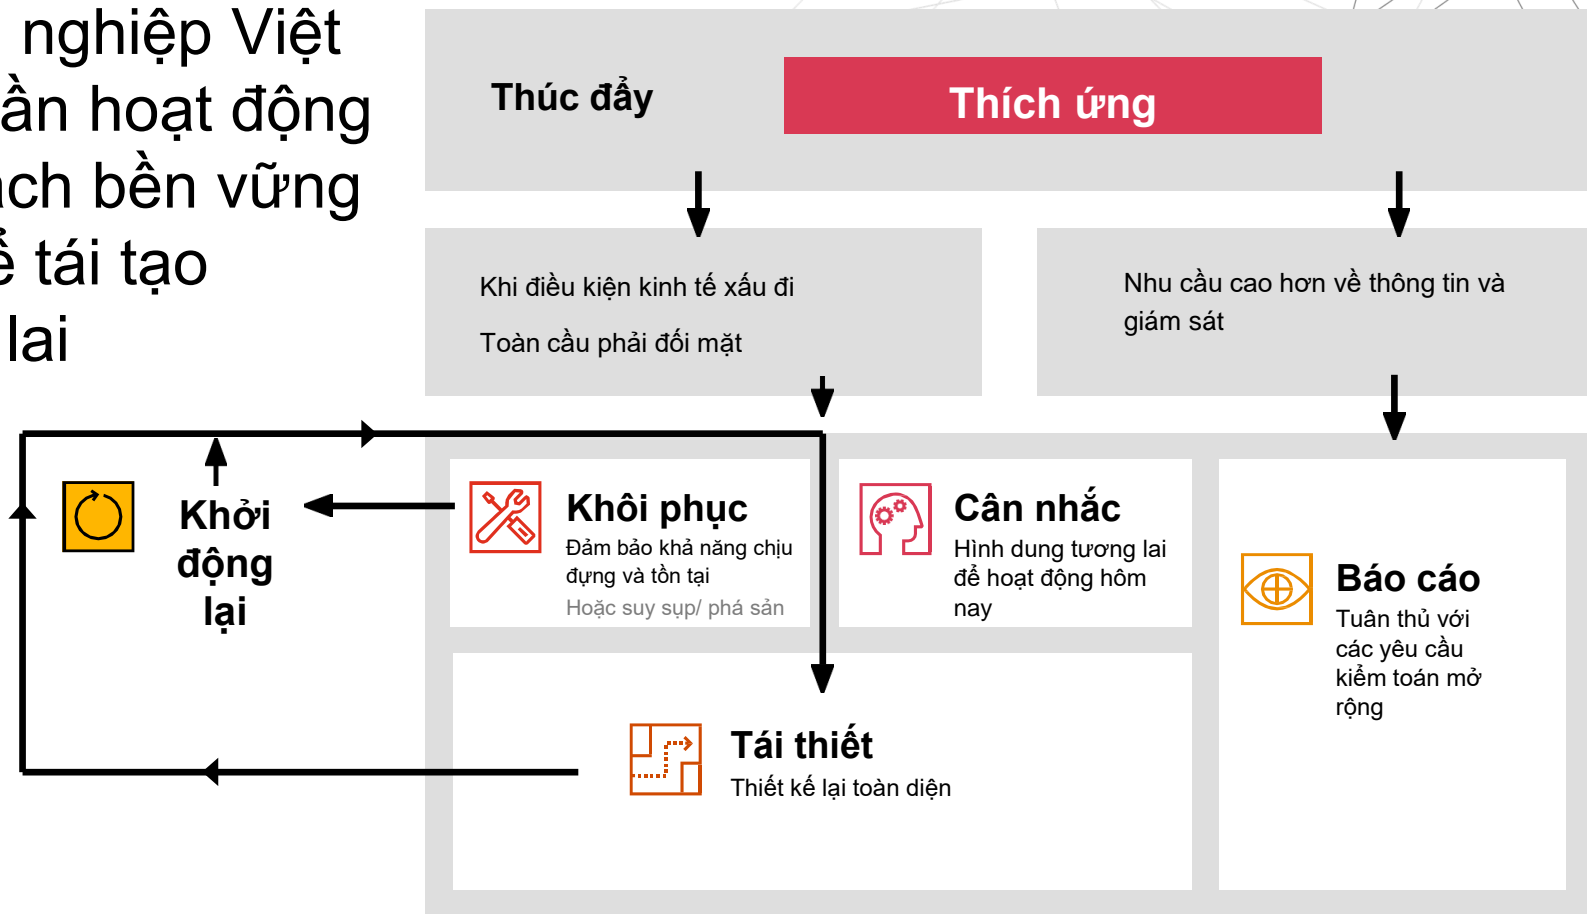 nghiệp Việt
hoạt động
bền vững
tái tạo
lai
Thúc đẩy
Thích ứng
Khi điều kiện kinh tế xấu đi
Toàn cầu phải đối mặt
Nhu cầu cao hơn về thông tin và
giám sát
Khởi
động
lại
Khôi phục
Đảm bảo khả năng chịu
đựng và tồn tại
Hoặc suy sụp/ phá sản
Cân nhắc
Hình dung tương lai
để hoạt động hôm
nay
Báo cáo
Tuân thủ với
các yêu cầu
kiểm toán mở
rộng
Tái thiết
Thiết kế lại toàn diện